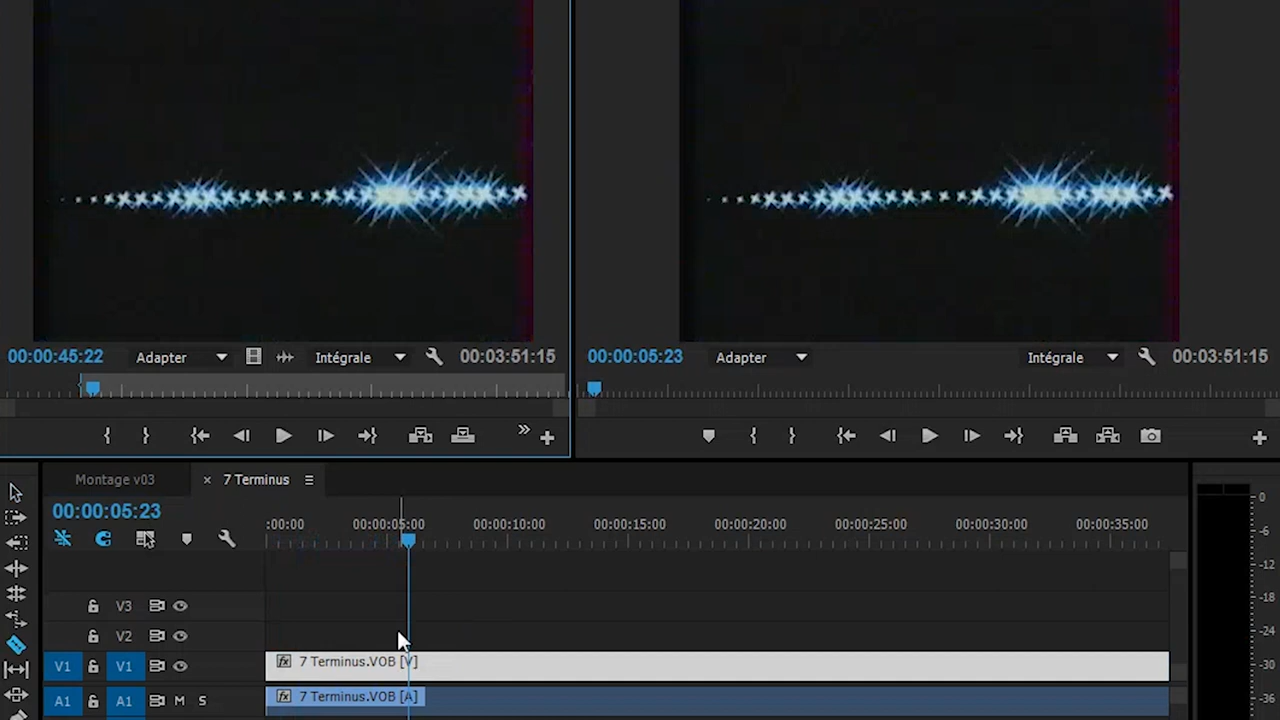 00:00:45:22 Adapter Intégrale 00:03:51:15
00:00:05:23 Adapter Intégrale 00:03:51:15
Montage v03 × 7 Terminus
00:00:05:23
:00:00 00:00:05:00 00:00:10:00 00:00:15:00 00:00:20:00 00:00:25:00 00:00:30:00 00:00:35:00
V3
V2
V1 V1 7 Terminus.VOB [V]
A1 A1 M S 7 Terminus.VOB [A]
0
-6
-12
-18
-24
-30
-36